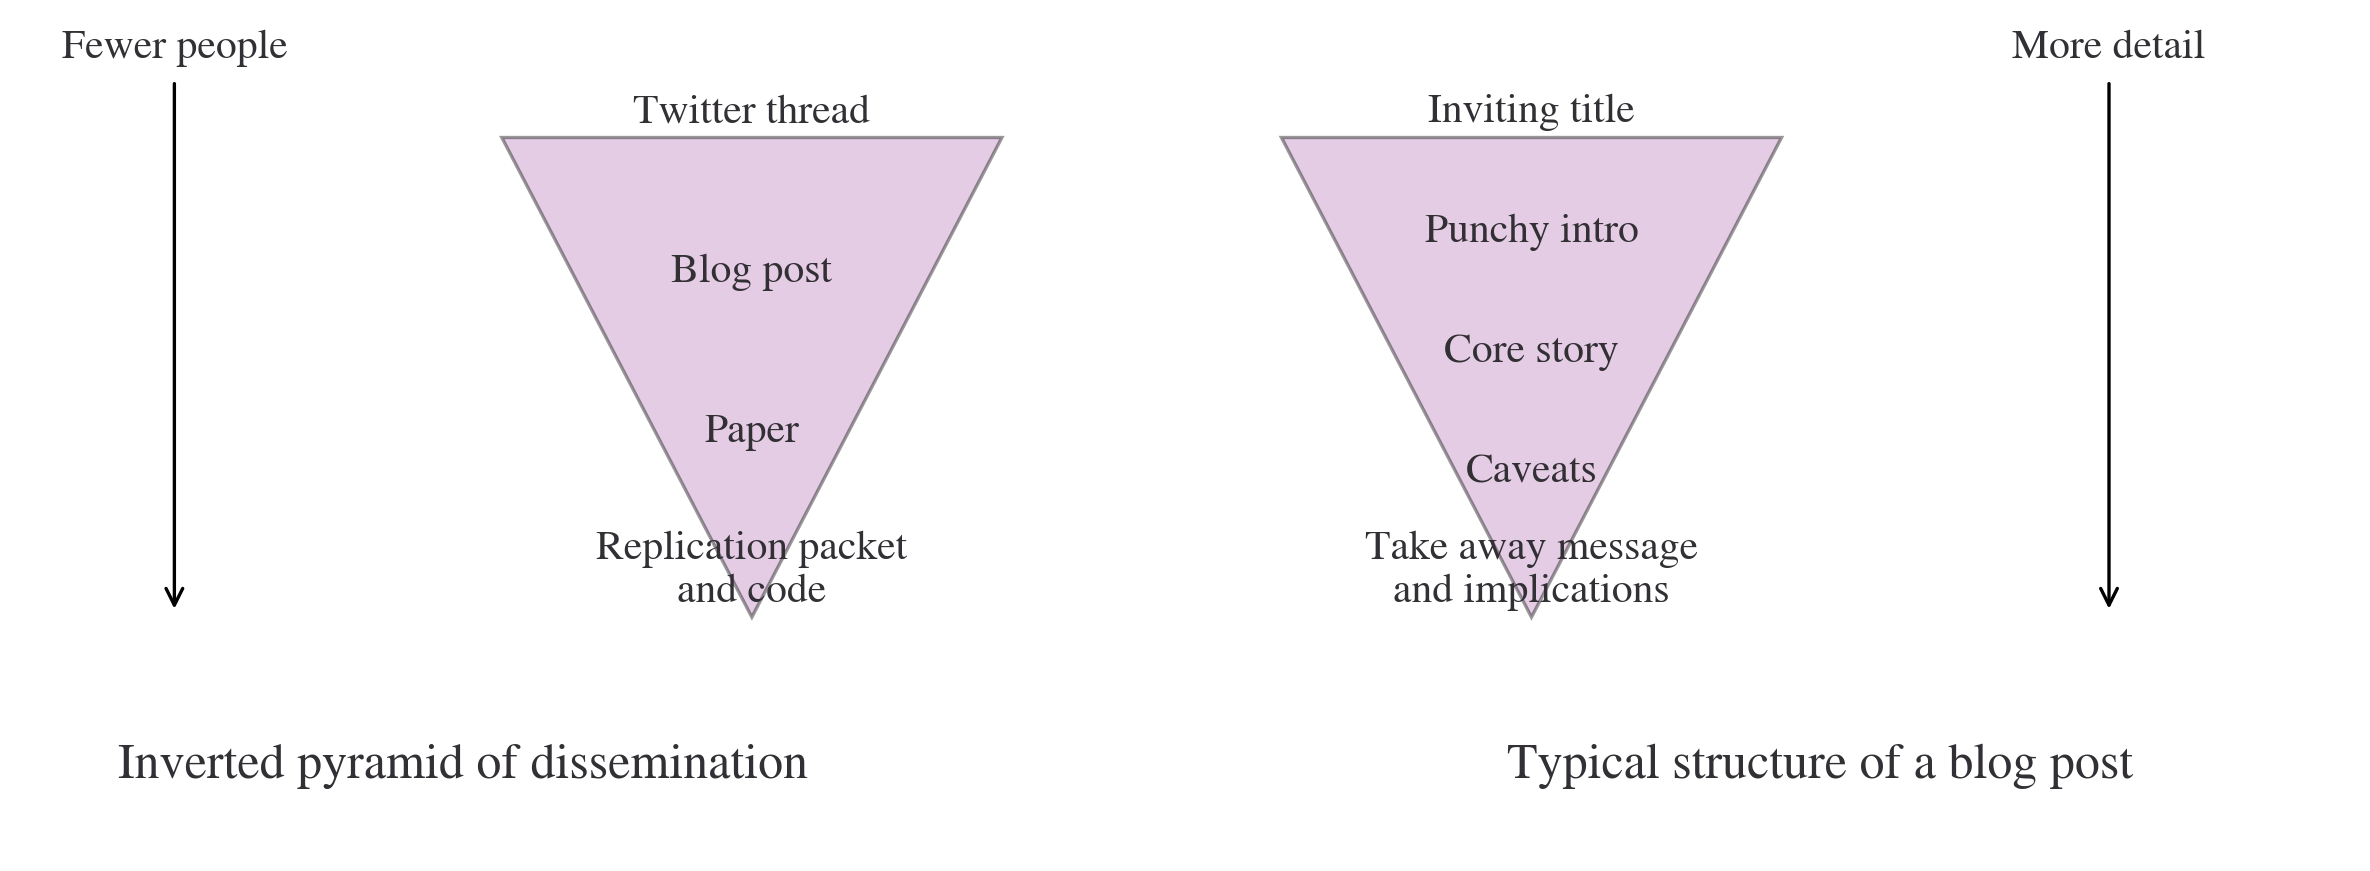 Fewer people
Twitter thread
Blog post
Paper
Replication packet
and code
Inverted pyramid of dissemination
More detail
Inviting title
Punchy intro
Core story
Caveats
Take away message
and implications
Typical structure of a blog post